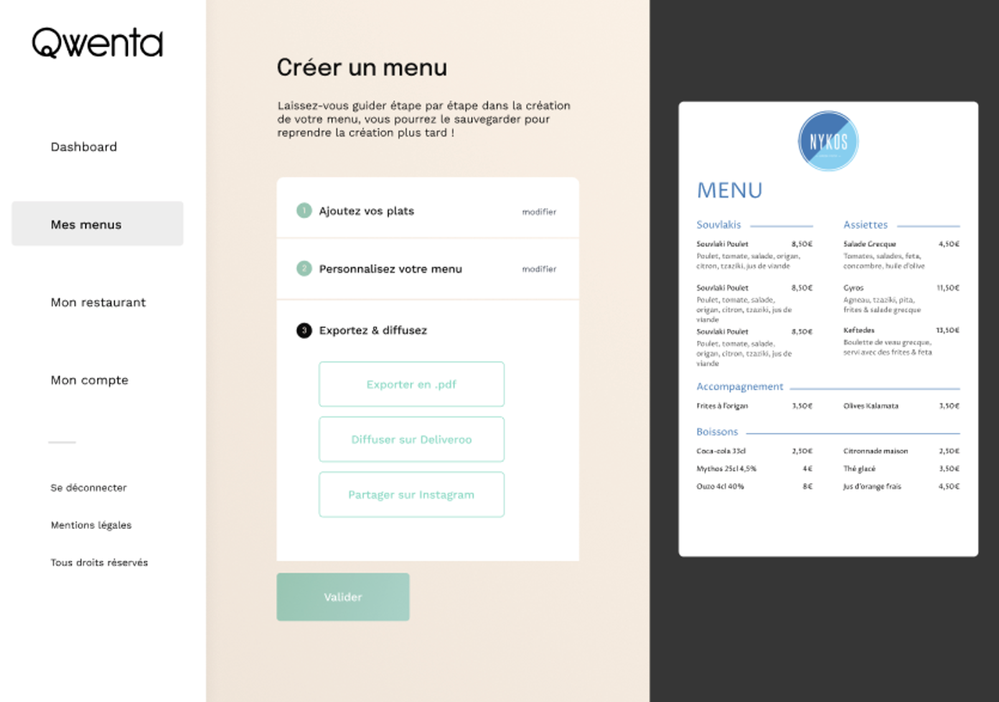 Qwenta
Dashboard
Mes menus
Mon restaurant
Mon compte
Se déconnecter
Mentions légales
Tous droits réservés
Créer un menu
Laissez-vous guider étape par étape dans la création
de votre menu, vous pourrez le sauvegarder pour
reprendre la création plus tard !
1 Ajoutez vos plats modifier
2 Personnalisez votre menu modifier
3 Exportez & diffusez
Exporter en .pdf
Diffuser sur Deliveroo
Partager sur Instagram
Valider
NYKOS
MENU
Souvlakis
Souvlaki Poulet 8,50€
Poulet, tomate, salade, origan,
citron, tzaziki, jus de viande
Souvlaki Poulet 8,50€
Poulet, tomate, salade,
origan, citron, tzaziki, jus de
viande
Souvlaki Poulet 8,50€
Poulet, tomate, salade,
origan, citron, tzaziki, jus de
viande
Assiettes
Salade Grecque 4,50€
Tomates, salades, feta,
concombre, huile d'olive
Gyros 11,50€
Agneau, tzaziki, pita,
frites & salade grecque
Keftedes 13,50€
Boulette de veau grecque,
servi avec des frites & feta
Accompagnement
Frites à l'origan 3,50€
Olives Kalamata 3,50€
Boissons
Coca-cola 33cl 2,50€
Citronnade maison 2,50€
Mythos 25cl 4,5% 4€
Thé glacé 3,50€
Ouzo 4cl 40% 8€
Jus d'orange frais 4,50€